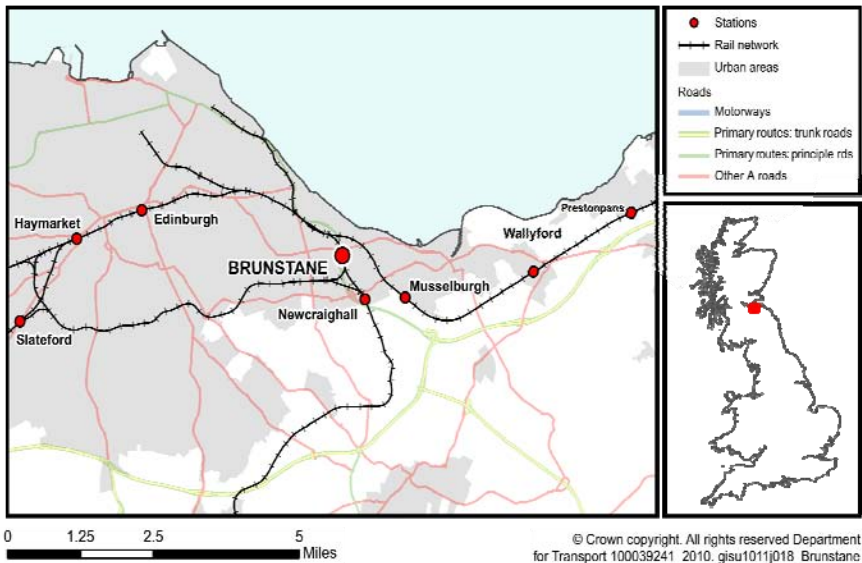 Haymarket
Edinburgh
BRUNSTANE
Slateford
Newcraighall
Musselburgh
Wallyford
Prestonpans
Stations
Rail network
Urban areas
Roads
Motorways
Primary routes: trunk roads
Primary routes: principle rds
Other A roads
0 1.25 2.5 5
Miles
© Crown copyright. All rights reserved Department
for Transport 100039241 2010. gisu1011j018 Brunstane